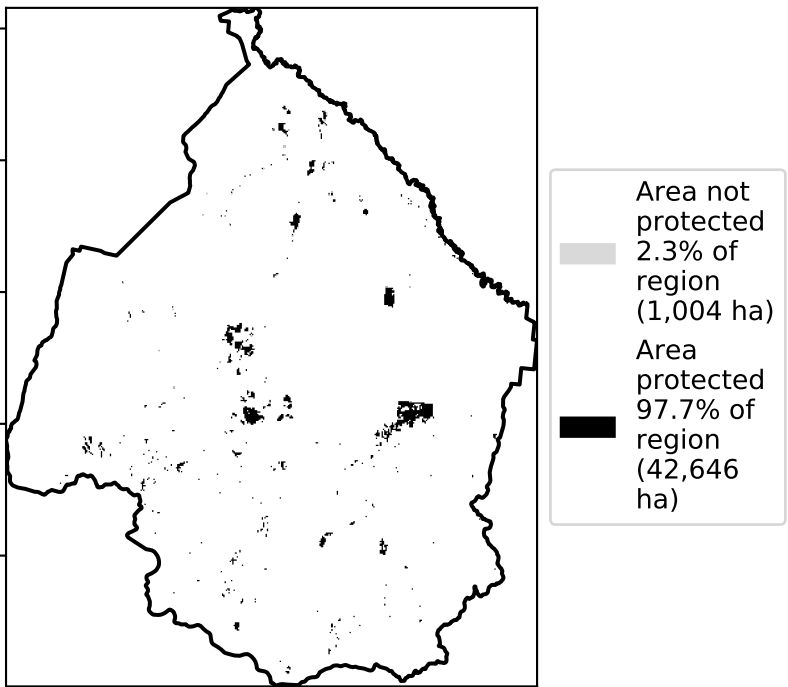 Area not
protected
2.3% of
region
(1,004 ha)
Area
protected
97.7% of
region
(42,646
ha)